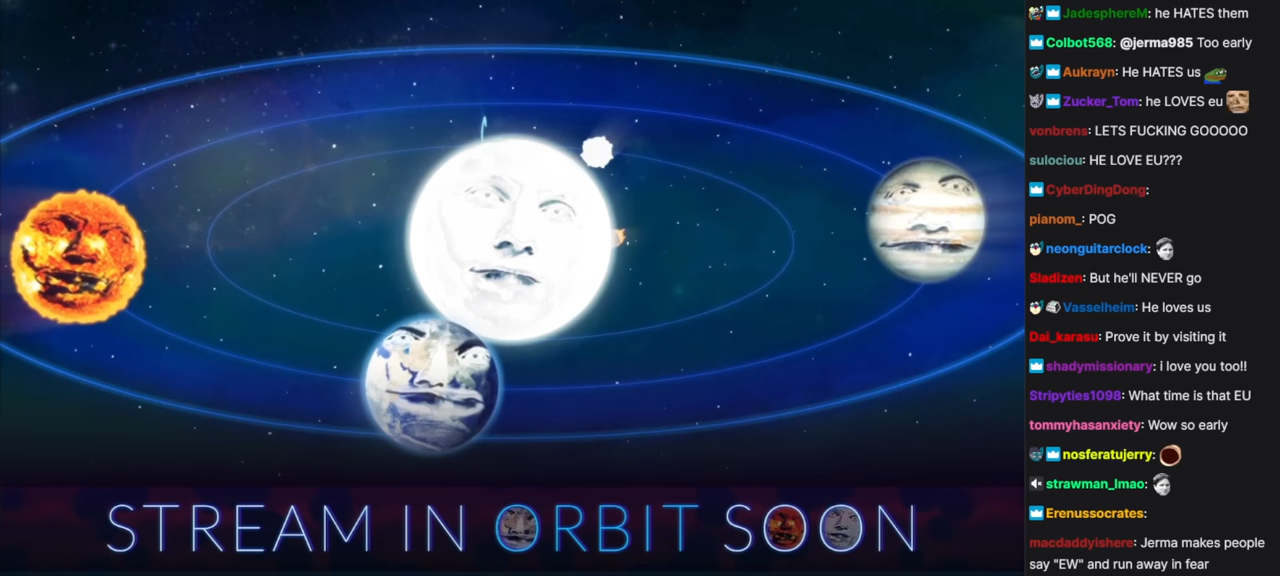 JadesphereM: he HATES them
Colbot568: @jerma985 Too early
Aukrayn: He HATES us
Zucker_Tom: he LOVES eu
vonbrens: LETS FUCKING GOOOOO
sulociou: HE LOVE EU???
CyberDingDong:
pianom_: POG
neonguitarclock:
Sladizen: But he'll NEVER go
Vasselheim: He loves us
Dai_karasu: Prove it by visiting it
shadymissionary: i love you too!!
Stripyties1098: What time is that EU
tommyhasanxiety: Wow so early
nosferatujerry:
strawman_lmao:
Erenussocrates:
macdaddyishere: Jerma makes people
say "EW" and run away in fear
STREAM IN ORBIT SOON